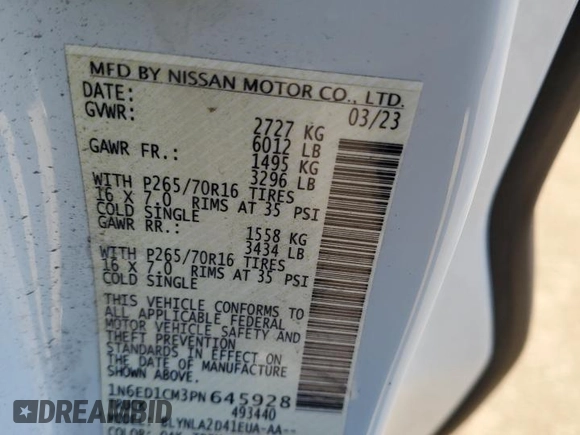 MFD BY NISSAN MOTOR CO., LTD.
DATE: 03/23
GVWR: 2727 KG
6012 LB
GAWR FR.: 1495 KG
3296 LB
WITH P265/70R16 TIRES
16 X 7.0 RIMS AT 35 PSI
COLD SINGLE
GAWR RR.: 1558 KG
3434 LB
WITH P265/70R16 TIRES
16 X 7.0 RIMS AT 35 PSI
COLD SINGLE
THIS VEHICLE CONFORMS TO
ALL APPLICABLE FEDERAL
MOTOR VEHICLE SAFETY AND
THEFT PREVENTION
STANDARDS IN EFFECT ON
THE DATE OF MANUFACTURE
SHOWN ABOVE.
1N6ED1CM3PN645928
493440
BLYNLA2D41EUA-AA--
COLOR:
RideSafely